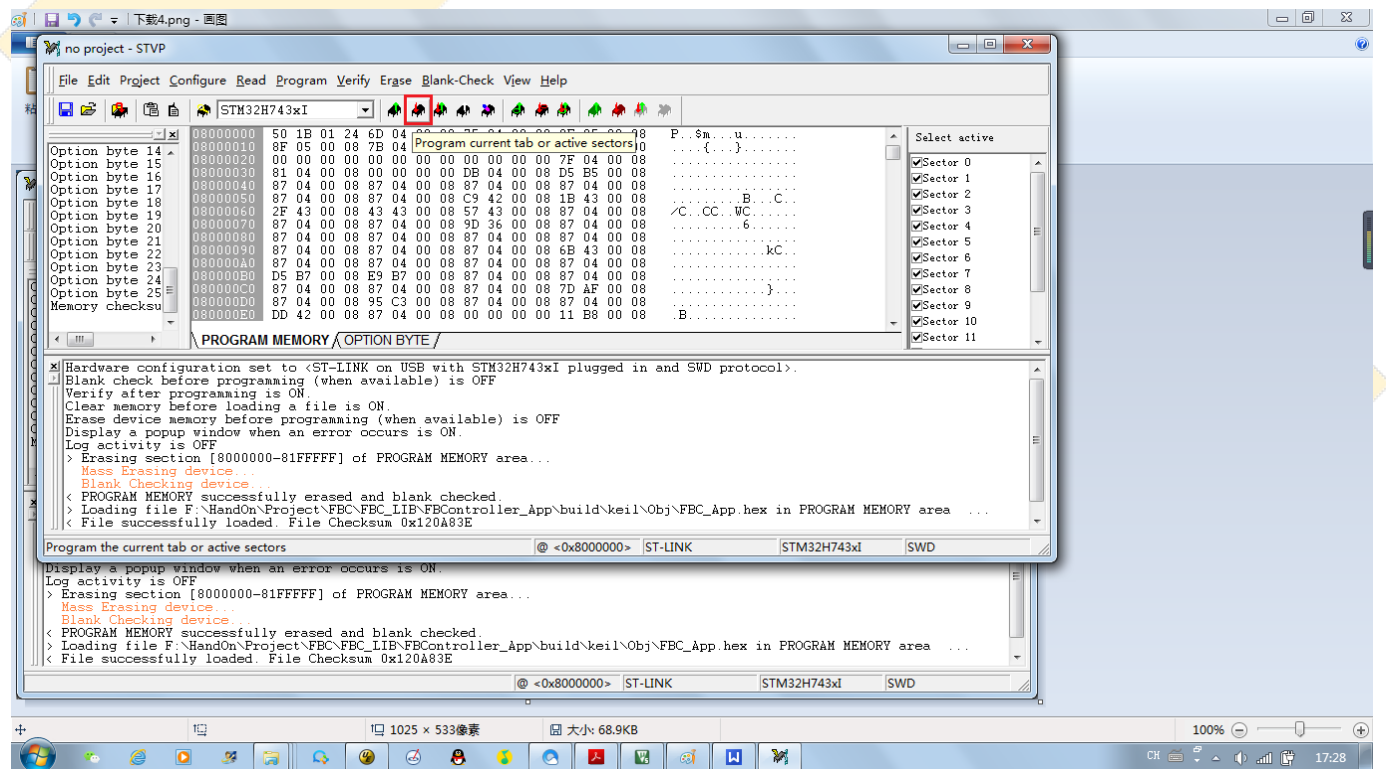 下载4.png - 画图
no project - STVP
File Edit Project Configure Read Program Verify Erase Blank-Check View Help
STM32H743xI
Program current tab or active sectors
Option byte 14
Option byte 15
Option byte 16
Option byte 17
Option byte 18
Option byte 19
Option byte 20
Option byte 21
Option byte 22
Option byte 23
Option byte 24
Option byte 25
Memory checksu
08000000 50 1B 01 24 6D 04 08 P..$m...u.......
08000010 8F 05 00 08 7B 04 ....{...}.......
08000020 00 00 00 00 00 00 00 00 00 00 00 00 7F 04 00 08 ................
08000030 81 04 00 08 00 00 00 00 DB 04 00 08 D5 B5 00 08 ................
08000040 87 04 00 08 87 04 00 08 87 04 00 08 87 04 00 08 ................
08000050 87 04 00 08 87 04 00 08 C9 42 00 08 1B 43 00 08 .........B...C..
08000060 2F 43 00 08 43 43 00 08 57 43 00 08 87 04 00 08 /C..CC..WC......
08000070 87 04 00 08 87 04 00 08 9D 36 00 08 87 04 00 08 .........6......
08000080 87 04 00 08 87 04 00 08 87 04 00 08 87 04 00 08 ................
08000090 87 04 00 08 87 04 00 08 87 04 00 08 6B 43 00 08 ............kC..
080000A0 87 04 00 08 87 04 00 08 87 04 00 08 87 04 00 08 ................
080000B0 D5 B7 00 08 E9 B7 00 08 87 04 00 08 87 04 00 08 ................
080000C0 87 04 00 08 87 04 00 08 87 04 00 08 7D AF 00 08 ............}...
080000D0 87 04 00 08 95 C3 00 08 87 04 00 08 87 04 00 08 ................
080000E0 DD 42 00 08 87 04 00 08 00 00 00 00 11 B8 00 08 .B..............
PROGRAM MEMORY OPTION BYTE
Select active
Sector 0
Sector 1
Sector 2
Sector 3
Sector 4
Sector 5
Sector 6
Sector 7
Sector 8
Sector 9
Sector 10
Sector 11
Hardware configuration set to <ST-LINK on USB with STM32H743xI plugged in and SWD protocol>.
Blank check before programming (when available) is OFF
Verify after programming is ON.
Clear memory before loading a file is ON.
Erase device memory before programming (when available) is OFF
Display a popup window when an error occurs is ON.
Log activity is OFF
> Erasing section [8000000-81FFFFF] of PROGRAM MEMORY area...
Mass Erasing device...
Blank Checking device...
< PROGRAM MEMORY successfully erased and blank checked.
> Loading file F:\HandOn\Project\FBC\FBC_LIB\FBController_App\build\keil\Obj\FBC_App.hex in PROGRAM MEMORY area ...
< File successfully loaded. File Checksum 0x120A83E
Program the current tab or active sectors @ <0x8000000> ST-LINK STM32H743xI SWD
Display a popup window when an error occurs is ON.
Log activity is OFF
> Erasing section [8000000-81FFFFF] of PROGRAM MEMORY area...
Mass Erasing device...
Blank Checking device...
< PROGRAM MEMORY successfully erased and blank checked.
> Loading file F:\HandOn\Project\FBC\FBC_LIB\FBController_App\build\keil\Obj\FBC_App.hex in PROGRAM MEMORY area ...
< File successfully loaded. File Checksum 0x120A83E
@ <0x8000000> ST-LINK STM32H743xI SWD
1025 × 533像素 大小: 68.9KB 100%
CH 17:28